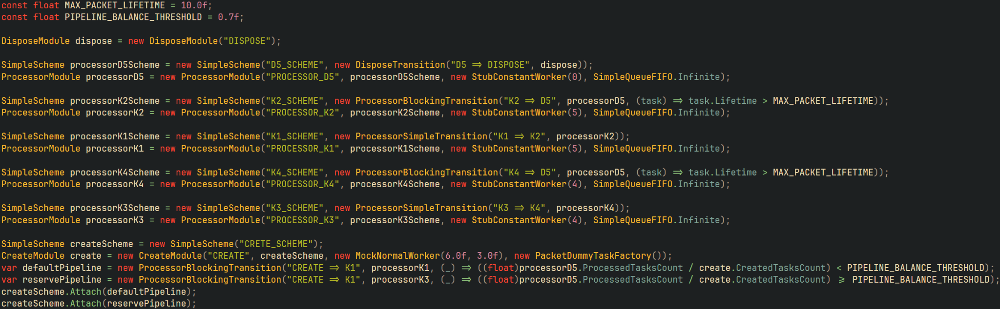 const float MAX_PACKET_LIFETIME = 10.0f;
const float PIPELINE_BALANCE_THRESHOLD = 0.7f;
DisposeModule dispose = new DisposeModule("DISPOSE");
SimpleScheme processorD5Scheme = new SimpleScheme("D5_SCHEME", new DisposeTransition("D5 => DISPOSE", dispose));
ProcessorModule processorD5 = new ProcessorModule("PROCESSOR_D5", processorD5Scheme, new StubConstantWorker(0), SimpleQueueFIFO.Infinite);
SimpleScheme processorK2Scheme = new SimpleScheme("K2_SCHEME", new ProcessorBlockingTransition("K2 => D5", processorD5, (task) => task.Lifetime > MAX_PACKET_LIFETIME));
ProcessorModule processorK2 = new ProcessorModule("PROCESSOR_K2", processorK2Scheme, new StubConstantWorker(5), SimpleQueueFIFO.Infinite);
SimpleScheme processorK1Scheme = new SimpleScheme("K1_SCHEME", new ProcessorSimpleTransition("K1 => K2", processorK2));
ProcessorModule processorK1 = new ProcessorModule("PROCESSOR_K1", processorK1Scheme, new StubConstantWorker(5), SimpleQueueFIFO.Infinite);
SimpleScheme processorK4Scheme = new SimpleScheme("K4_SCHEME", new ProcessorBlockingTransition("K4 => D5", processorD5, (task) => task.Lifetime > MAX_PACKET_LIFETIME));
ProcessorModule processorK4 = new ProcessorModule("PROCESSOR_K4", processorK4Scheme, new StubConstantWorker(4), SimpleQueueFIFO.Infinite);
SimpleScheme processorK3Scheme = new SimpleScheme("K3_SCHEME", new ProcessorSimpleTransition("K3 => K4", processorK4));
ProcessorModule processorK3 = new ProcessorModule("PROCESSOR_K3", processorK3Scheme, new StubConstantWorker(4), SimpleQueueFIFO.Infinite);
SimpleScheme createScheme = new SimpleScheme("CRETE_SCHEME");
CreateModule create = new CreateModule("CREATE", createScheme, new MockNormalWorker(6.0f, 3.0f), new PacketDummyTaskFactory());
var defaultPipeline = new ProcessorBlockingTransition("CREATE => K1", processorK1, (_) => ((float)processorD5.ProcessedTasksCount / create.CreatedTasksCount) < PIPELINE_BALANCE_THRESHOLD);
var reservePipeline = new ProcessorBlockingTransition("CREATE => K1", processorK3, (_) => ((float)processorD5.ProcessedTasksCount / create.CreatedTasksCount) >= PIPELINE_BALANCE_THRESHOLD);
createScheme.Attach(defaultPipeline);
createScheme.Attach(reservePipeline);